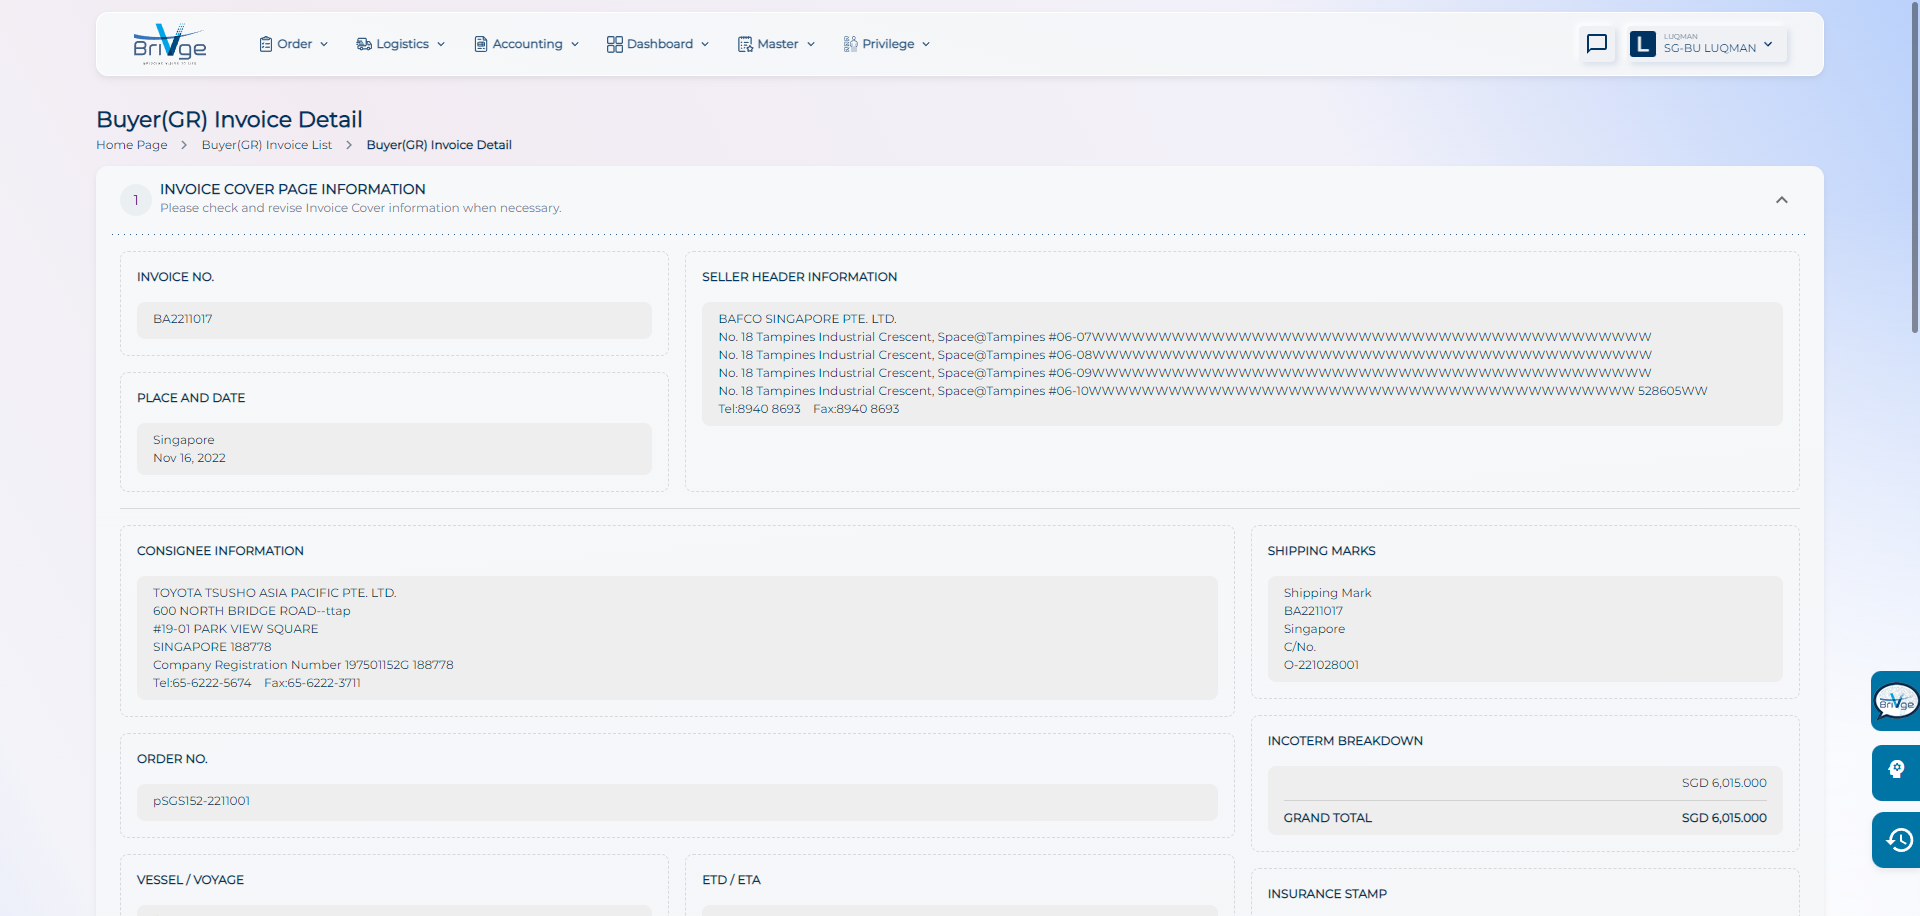 BriVge
Order
Logistics
Accounting
Dashboard
Master
Privilege
L
LUQMAN
SG-BU LUQMAN
Buyer(GR) Invoice Detail
Home Page > Buyer(GR) Invoice List > Buyer(GR) Invoice Detail
1
INVOICE COVER PAGE INFORMATION
Please check and revise Invoice Cover information when necessary.
INVOICE NO.
BA2211017
PLACE AND DATE
Singapore
Nov 16, 2022
SELLER HEADER INFORMATION
BAFCO SINGAPORE PTE. LTD.
No. 18 Tampines Industrial Crescent, Space@Tampines #06-07WWWWWWWWWWWWWWWWWWWWWWWWWWWWWWWWWWWWWWWWWW
No. 18 Tampines Industrial Crescent, Space@Tampines #06-08WWWWWWWWWWWWWWWWWWWWWWWWWWWWWWWWWWWWWWWWWW
No. 18 Tampines Industrial Crescent, Space@Tampines #06-09WWWWWWWWWWWWWWWWWWWWWWWWWWWWWWWWWWWWWWWWWW
No. 18 Tampines Industrial Crescent, Space@Tampines #06-10WWWWWWWWWWWWWWWWWWWWWWWWWWWWWWWWWWWWWWWWW 528605WW
Tel:8940 8693 Fax:8940 8693
CONSIGNEE INFORMATION
TOYOTA TSUSHO ASIA PACIFIC PTE. LTD.
600 NORTH BRIDGE ROAD--ttap
#19-01 PARK VIEW SQUARE
SINGAPORE 188778
Company Registration Number 197501152G 188778
Tel:65-6222-5674 Fax:65-6222-3711
SHIPPING MARKS
Shipping Mark
BA2211017
Singapore
C/No.
O-221028001
ORDER NO.
pSGS152-2211001
INCOTERM BREAKDOWN
SGD 6,015.000
GRAND TOTAL SGD 6,015.000
VESSEL / VOYAGE
ETD / ETA
INSURANCE STAMP
BriVge